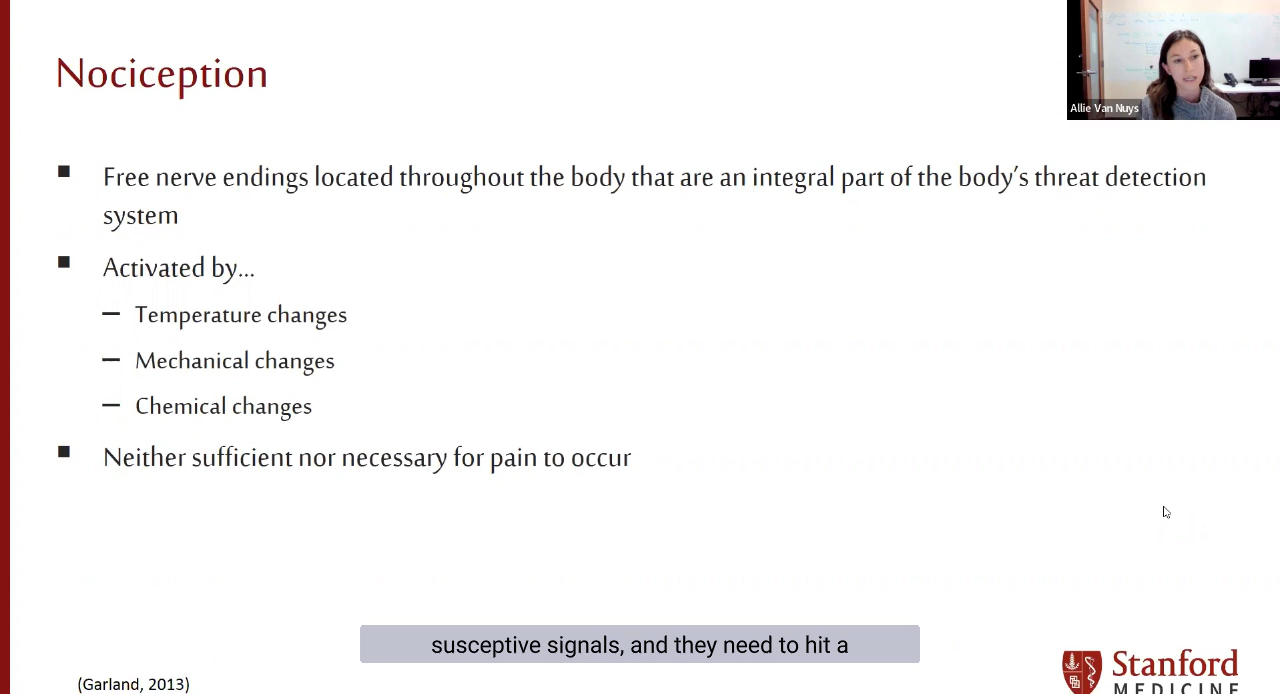 Nociception
Allie Van Nuys
■ Free nerve endings located throughout the body that are an integral part of the body's threat detection
system
■ Activated by...
– Temperature changes
– Mechanical changes
– Chemical changes
■ Neither sufficient nor necessary for pain to occur
susceptive signals, and they need to hit a
(Garland, 2013)
Stanford
MEDICINE